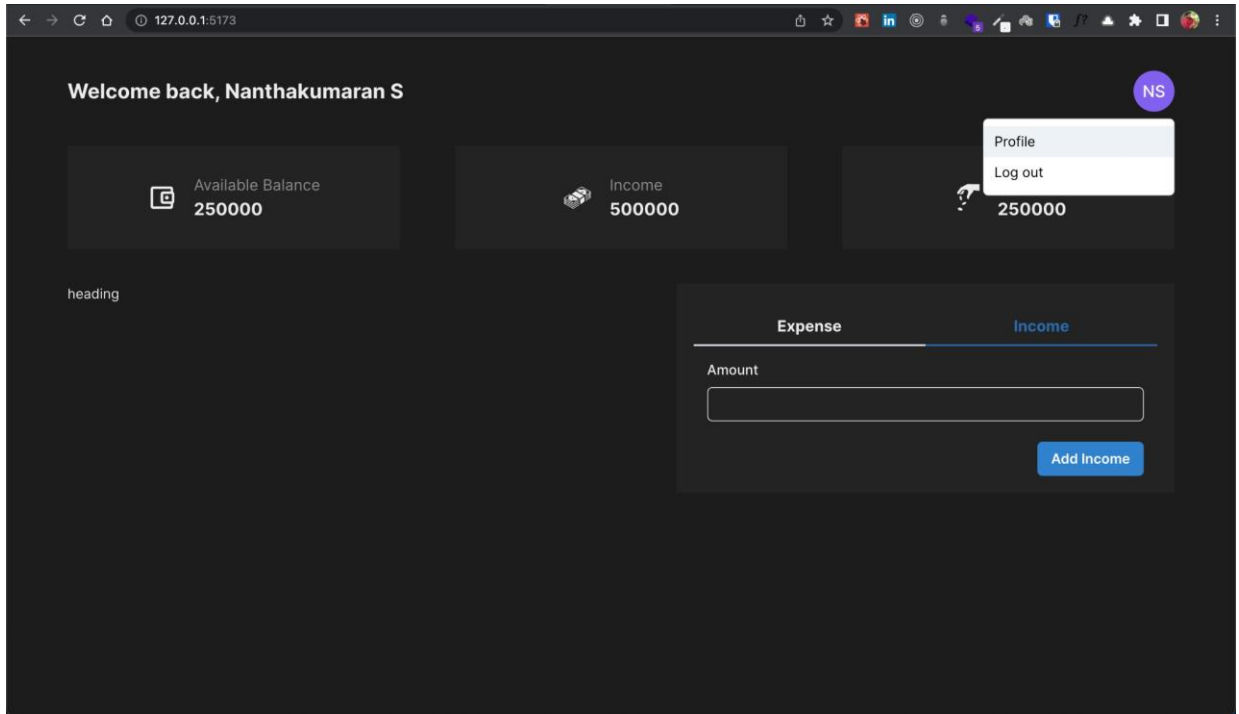 127.0.0.1:5173
in
S
Welcome back, Nanthakumaran S
NS
Profile
Log out
Available Balance
250000
Income
500000
250000
heading
Expense
Income
Amount
Add Income